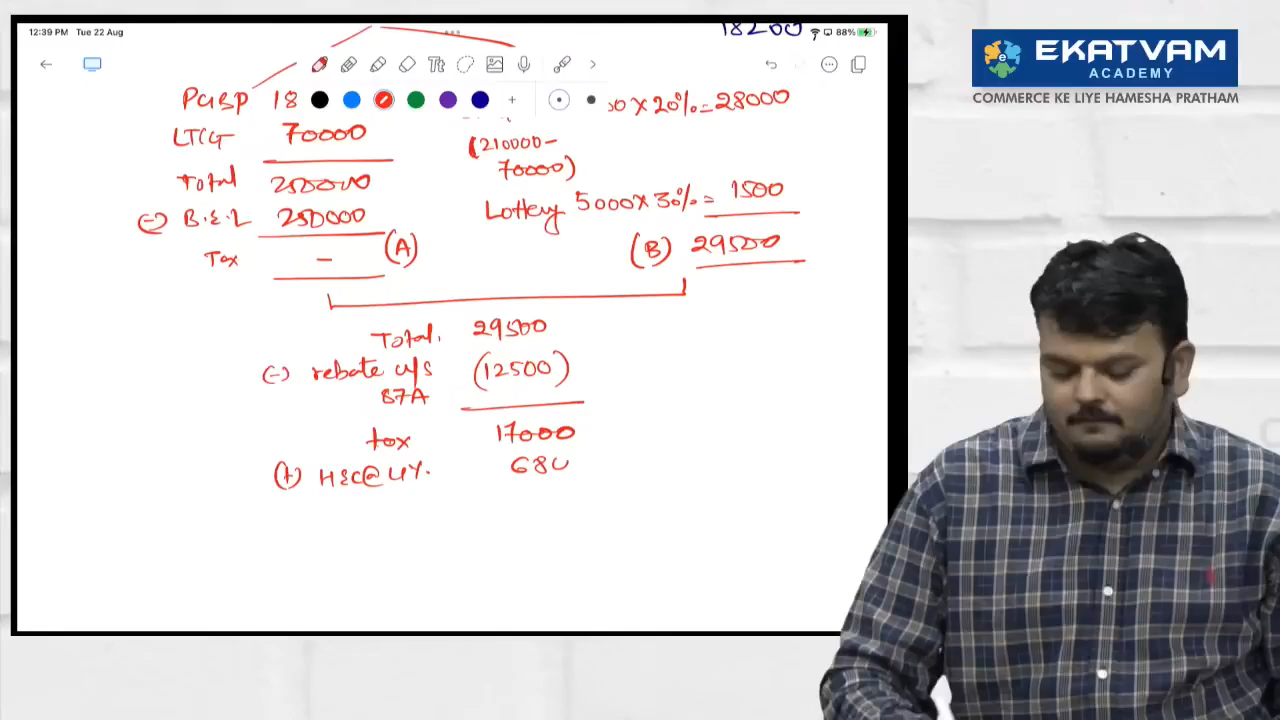 12:39 PM Tue 22 Aug
18200
88%
EKATVAM
ACADEMY
COMMERCE KE LIYE HAMESHA PRATHAM
Tt
PGBP 18
0 x 20% = 28000
LTCG 70000
(210000-
70000)
Total 250000
(-) B.E.L 250000
Lottery 5000 x 30% = 1500
Tax - (A)
(B) 29500
Total. 29500
(-) rebate u/s (12500)
87A
tax 17000
(+) H&C@4%. 680